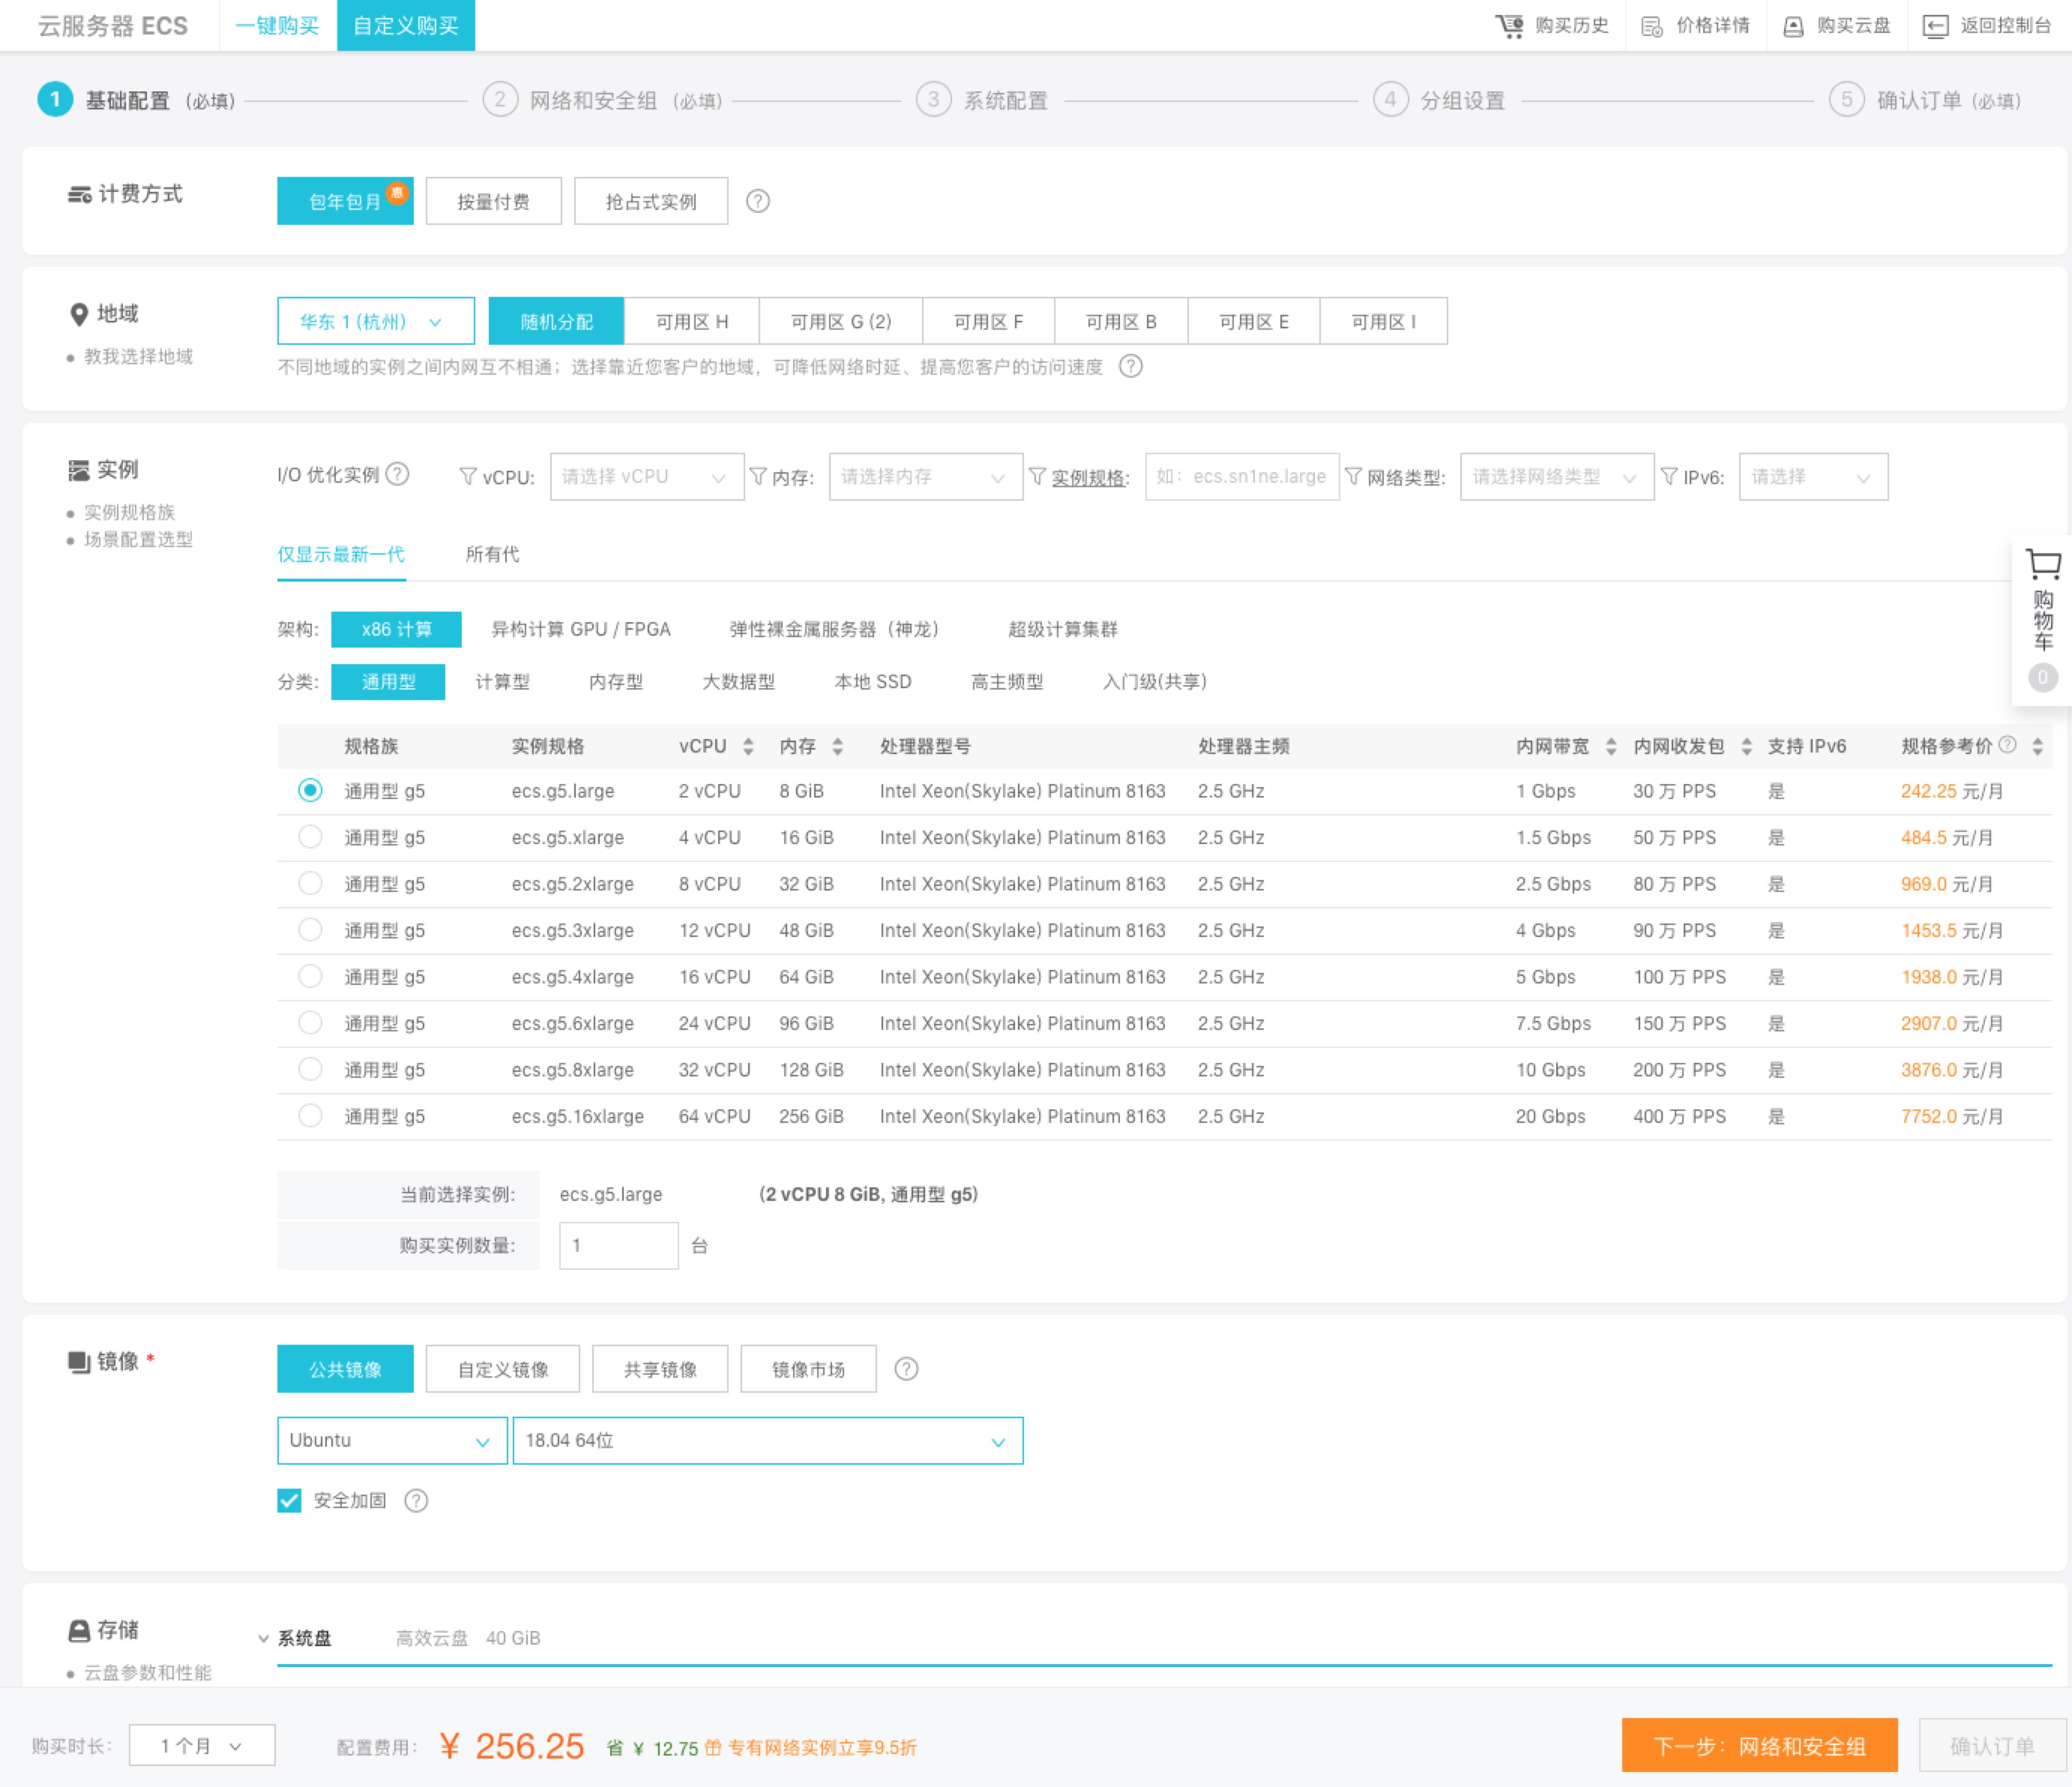 云服务器 ECS 一键购买 自定义购买 购买历史 价格详情 购买云盘 返回控制台
1 基础配置 (必填) 2 网络和安全组 (必填) 3 系统配置 4 分组设置 5 确认订单 (必填)
计费方式 包年包月 惠 按量付费 抢占式实例 ?
地域 华东 1 (杭州) 随机分配 可用区 H 可用区 G (2) 可用区 F 可用区 B 可用区 E 可用区 I
教我选择地域 不同地域的实例之间内网互不相通；选择靠近您客户的地域，可降低网络时延、提高您客户的访问速度 ?
实例 I/O 优化实例 ? vCPU: 请选择 vCPU 内存: 请选择内存 实例规格: 如：ecs.sn1ne.large 网络类型: 请选择网络类型 IPv6: 请选择
实例规格族
场景配置选型
仅显示最新一代 所有代
架构: x86 计算 异构计算 GPU / FPGA 弹性裸金属服务器（神龙） 超级计算集群
分类: 通用型 计算型 内存型 大数据型 本地 SSD 高主频型 入门级(共享)
购物车 0
规格族 实例规格 vCPU 内存 处理器型号 处理器主频 内网带宽 内网收发包 支持 IPv6 规格参考价 ?
通用型 g5 ecs.g5.large 2 vCPU 8 GiB Intel Xeon(Skylake) Platinum 8163 2.5 GHz 1 Gbps 30 万 PPS 是 242.25 元/月
通用型 g5 ecs.g5.xlarge 4 vCPU 16 GiB Intel Xeon(Skylake) Platinum 8163 2.5 GHz 1.5 Gbps 50 万 PPS 是 484.5 元/月
通用型 g5 ecs.g5.2xlarge 8 vCPU 32 GiB Intel Xeon(Skylake) Platinum 8163 2.5 GHz 2.5 Gbps 80 万 PPS 是 969.0 元/月
通用型 g5 ecs.g5.3xlarge 12 vCPU 48 GiB Intel Xeon(Skylake) Platinum 8163 2.5 GHz 4 Gbps 90 万 PPS 是 1453.5 元/月
通用型 g5 ecs.g5.4xlarge 16 vCPU 64 GiB Intel Xeon(Skylake) Platinum 8163 2.5 GHz 5 Gbps 100 万 PPS 是 1938.0 元/月
通用型 g5 ecs.g5.6xlarge 24 vCPU 96 GiB Intel Xeon(Skylake) Platinum 8163 2.5 GHz 7.5 Gbps 150 万 PPS 是 2907.0 元/月
通用型 g5 ecs.g5.8xlarge 32 vCPU 128 GiB Intel Xeon(Skylake) Platinum 8163 2.5 GHz 10 Gbps 200 万 PPS 是 3876.0 元/月
通用型 g5 ecs.g5.16xlarge 64 vCPU 256 GiB Intel Xeon(Skylake) Platinum 8163 2.5 GHz 20 Gbps 400 万 PPS 是 7752.0 元/月
当前选择实例: ecs.g5.large (2 vCPU 8 GiB, 通用型 g5)
购买实例数量: 1 台
镜像 * 公共镜像 自定义镜像 共享镜像 镜像市场 ?
Ubuntu 18.04 64位
安全加固 ?
存储 系统盘 高效云盘 40 GiB
云盘参数和性能
购买时长: 1 个月 配置费用: ¥ 256.25 省 ¥ 12.75 专有网络实例立享9.5折 下一步：网络和安全组 确认订单